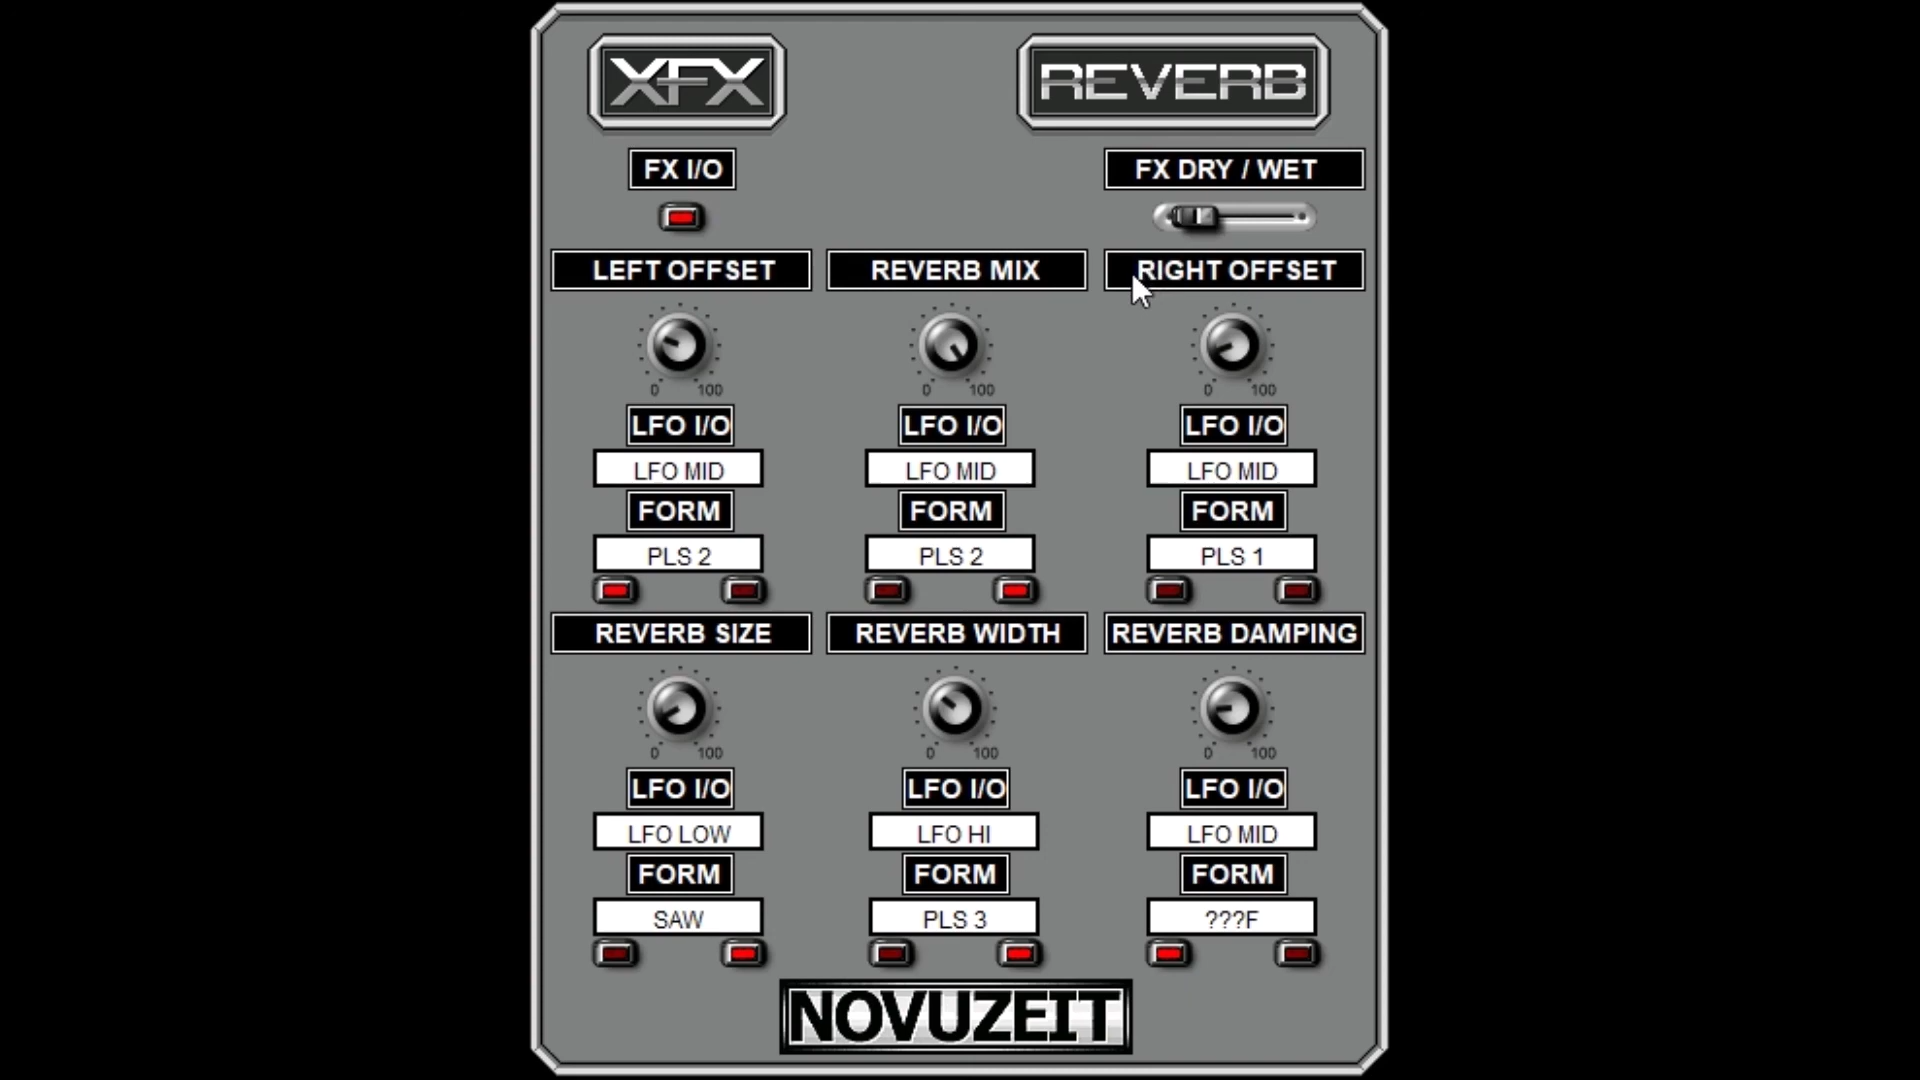 XFX REVERB
FX I/O FX DRY / WET
LEFT OFFSET REVERB MIX RIGHT OFFSET
0 100 0 100 0 100
LFO I/O LFO I/O LFO I/O
LFO MID LFO MID LFO MID
FORM FORM FORM
PLS 2 PLS 2 PLS 1
REVERB SIZE REVERB WIDTH REVERB DAMPING
0 100 0 100 0 100
LFO I/O LFO I/O LFO I/O
LFO LOW LFO HI LFO MID
FORM FORM FORM
SAW PLS 3 ???F
NOVUZEIT